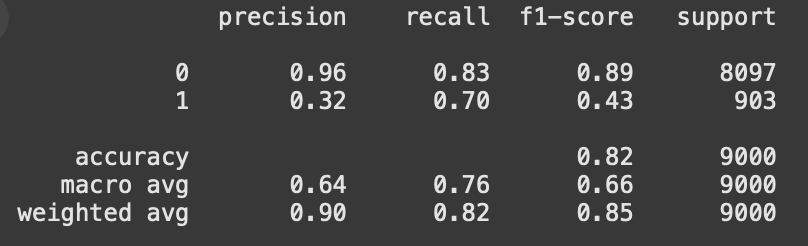 precision recall f1-score support
0 0.96 0.83 0.89 8097
1 0.32 0.70 0.43 903
accuracy 0.82 9000
macro avg 0.64 0.76 0.66 9000
weighted avg 0.90 0.82 0.85 9000